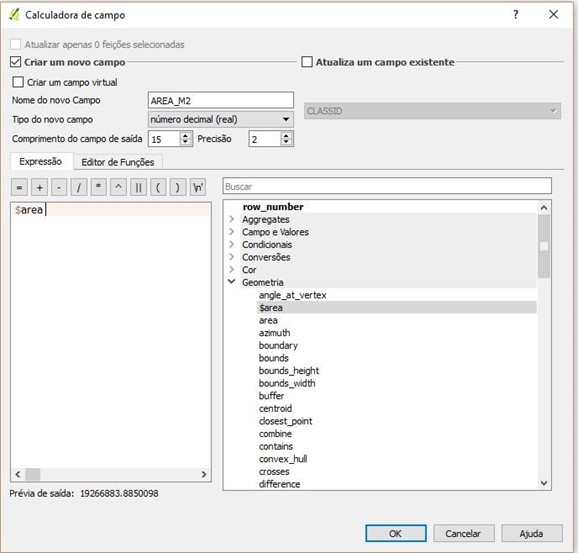 Calculadora de campo
Atualizar apenas 0 feições selecionadas
Criar um novo campo
Atualiza um campo existente
Criar um campo virtual
Nome do novo Campo AREA_M2
CLASSID
Tipo do novo campo número decimal (real)
Comprimento do campo de saída 15 Precisão 2
Expressão Editor de Funções
= + - / * ^ || ( ) \n'
$area
Buscar
row_number
Aggregates
Campo e Valores
Condicionais
Conversões
Cor
Geometria
angle_at_vertex
$area
area
azimuth
boundary
bounds
bounds_height
bounds_width
buffer
centroid
closest_point
combine
contains
convex_hull
crosses
difference
Prévia de saída: 19266883.8850098
OK Cancelar Ajuda